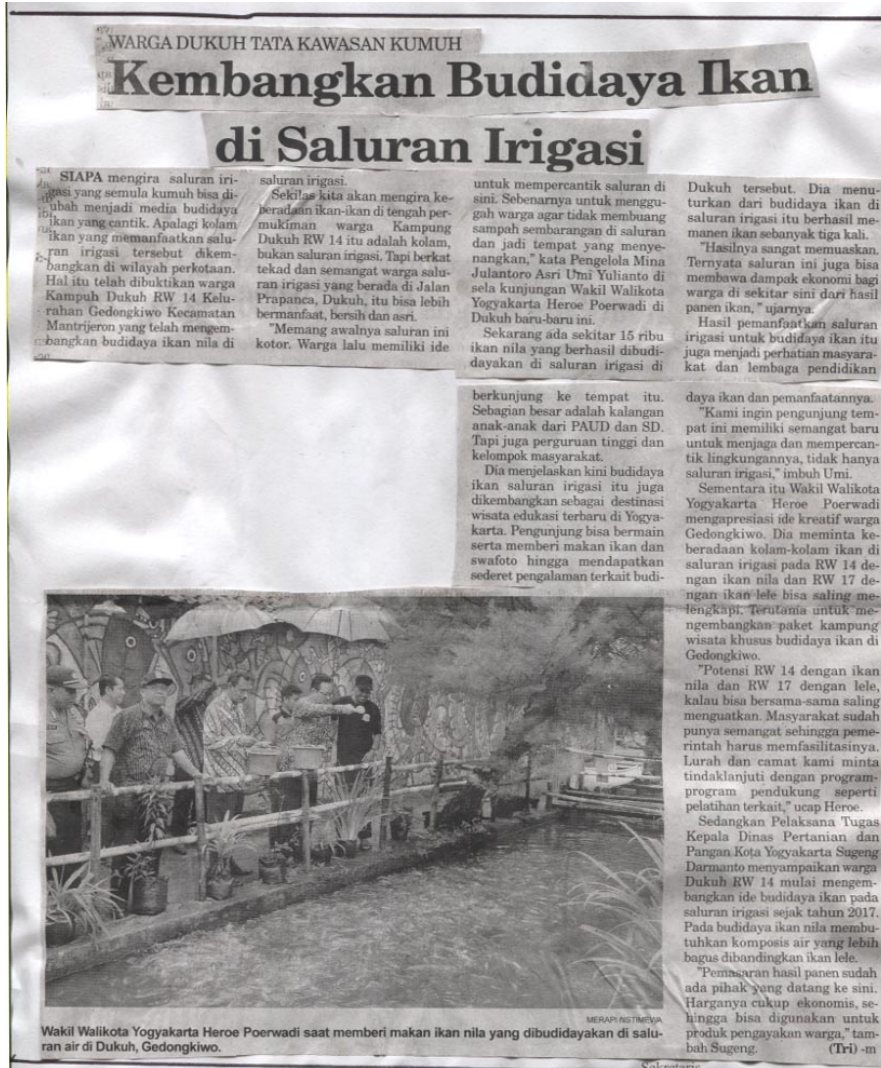 WARGA DUKUH TATA KAWASAN KUMUH
Kembangkan Budidaya Ikan
di Saluran Irigasi
SIAPA mengira saluran iri-
gasi yang semula kumuh bisa di-
ubah menjadi media budidaya
ikan yang cantik. Apalagi kolam
ikan yang memanfaatkan salu-
ran irigasi tersebut dikem-
bangkan di wilayah perkotaan.
Hal itu telah dibuktikan warga
Kampuh Dukuh RW 14 Kelu-
rahan Gedongkiwo Kecamatan
Mantrijeron yang telah mengem-
bangkan budidaya ikan nila di
saluran irigasi.
Sekilas kita akan mengira ke-
beradaan ikan-ikan di tengah per-
mukiman warga Kampung
Dukuh RW 14 itu adalah kolam,
bukan saluran irigasi. Tapi berkat
tekad dan semangat warga salu-
ran irigasi yang berada di Jalan
Prapanca, Dukuh, itu bisa lebih
bermanfaat, bersih dan asri.
"Memang awalnya saluran ini
kotor. Warga lalu memiliki ide
untuk mempercantik saluran di
sini. Sebenarnya untuk menggu-
gah warga agar tidak membuang
sampah sembarangan di saluran
dan jadi tempat yang menye-
nangkan," kata Pengelola Mina
Julantoro Asri Umi Yulianto di
sela kunjungan Wakil Walikota
Yogyakarta Heroe Poerwadi di
Dukuh baru-baru ini.
Sekarang ada sekitar 15 ribu
ikan nila yang berhasil dibudi-
dayakan di saluran irigasi di
Dukuh tersebut. Dia menu-
turkan dari budidaya ikan di
saluran irigasi itu berhasil me-
manen ikan sebanyak tiga kali.
"Hasilnya sangat memuaskan.
Ternyata saluran ini juga bisa
membawa dampak ekonomi bagi
warga di sekitar sini dari hasil
panen ikan, " ujarnya.
Hasil pemanfaatkan saluran
irigasi untuk budidaya ikan itu
juga menjadi perhatian masyara-
kat dan lembaga pendidikan
berkunjung ke tempat itu.
Sebagian besar adalah kalangan
anak-anak dari PAUD dan SD.
Tapi juga perguruan tinggi dan
kelompok masyarakat.
Dia menjelaskan kini budidaya
ikan saluran irigasi itu juga
dikembangkan sebagai destinasi
wisata edukasi terbaru di Yogya-
karta. Pengunjung bisa bermain
serta memberi makan ikan dan
swafoto hingga mendapatkan
sederet pengalaman terkait budi-
daya ikan dan pemanfaatannya.
"Kami ingin pengunjung tem-
pat ini memiliki semangat baru
untuk menjaga dan mempercan-
tik lingkungannya, tidak hanya
saluran irigasi," imbuh Umi.
Sementara itu Wakil Walikota
Yogyakarta Heroe Poerwadi
mengapresiasi ide kreatif warga
Gedongkiwo. Dia meminta ke-
beradaan kolam-kolam ikan di
saluran irigasi pada RW 14 de-
ngan ikan nila dan RW 17 de-
ngan ikan lele bisa saling me-
lengkapi. Terutama untuk me-
ngembangkan paket kampung
wisata khusus budidaya ikan di
Gedongkiwo.
"Potensi RW 14 dengan ikan
nila dan RW 17 dengan lele,
kalau bisa bersama-sama saling
menguatkan. Masyarakat sudah
punya semangat sehingga peme-
rintah harus memfasilitasinya.
Lurah dan camat kami minta
tindaklanjuti dengan program-
program pendukung seperti
pelatihan terkait," ucap Heroe.
Sedangkan Pelaksana Tugas
Kepala Dinas Pertanian dan
Pangan Kota Yogyakarta Sugeng
Darmanto menyampaikan warga
Dukuh RW 14 mulai mengem-
bangkan ide budidaya ikan pada
saluran irigasi sejak tahun 2017.
Pada budidaya ikan nila membu-
tuhkan komposis air yang lebih
bagus dibandingkan ikan lele.
"Pemasaran hasil panen sudah
ada pihak yang datang ke sini.
Harganya cukup ekonomis, se-
hingga bisa digunakan untuk
produk pengayakan warga," tam-
bah Sugeng. (Tri) -m
MERAPI
Wakil Walikota Yogyakarta Heroe Poerwadi saat memberi makan ikan nila yang dibudidayakan di salu-
ran air di Dukuh, Gedongkiwo.